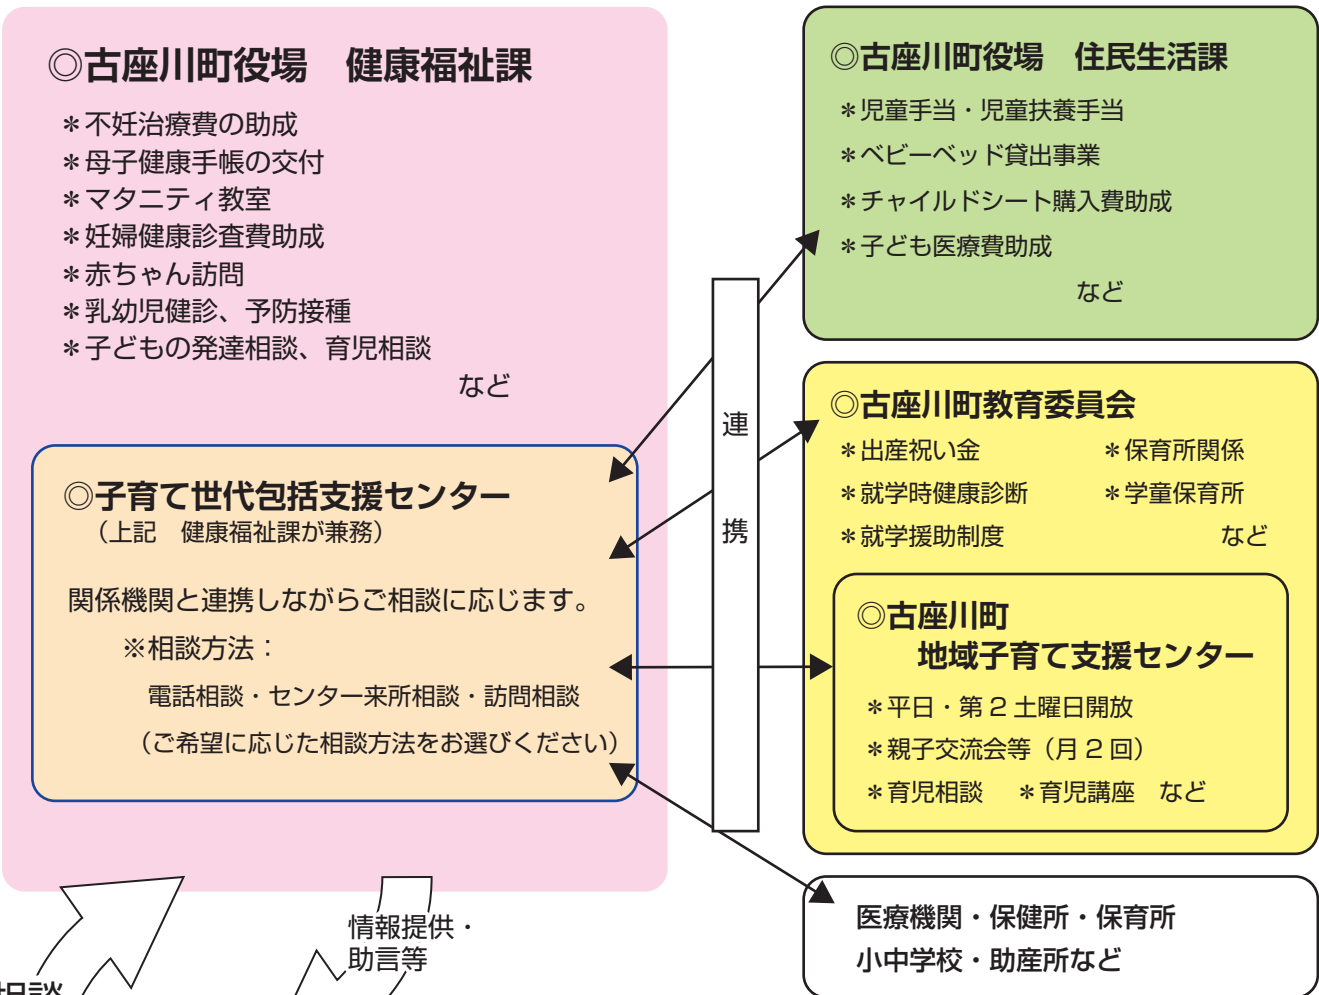 ◎古座川町役場　健康福祉課
＊不妊治療費の助成
＊母子健康手帳の交付
＊マタニティ教室
＊妊婦健康診査費助成
＊赤ちゃん訪問
＊乳幼児健診、予防接種
＊子どもの発達相談、育児相談
など
◎子育て世代包括支援センター
（上記　健康福祉課が兼務）
関係機関と連携しながらご相談に応じます。
※相談方法：
電話相談・センター来所相談・訪問相談
（ご希望に応じた相談方法をお選びください）
連携
◎古座川町役場　住民生活課
＊児童手当・児童扶養手当
＊ベビーベッド貸出事業
＊チャイルドシート購入費助成
＊子ども医療費助成
など
◎古座川町教育委員会
＊出産祝い金　＊保育所関係
＊就学時健康診断　＊学童保育所
＊就学援助制度　など
◎古座川町
地域子育て支援センター
＊平日・第２土曜日開放
＊親子交流会等（月２回）
＊育児相談　＊育児講座　など
医療機関・保健所・保育所
小中学校・助産所など
情報提供・
助言等
相談